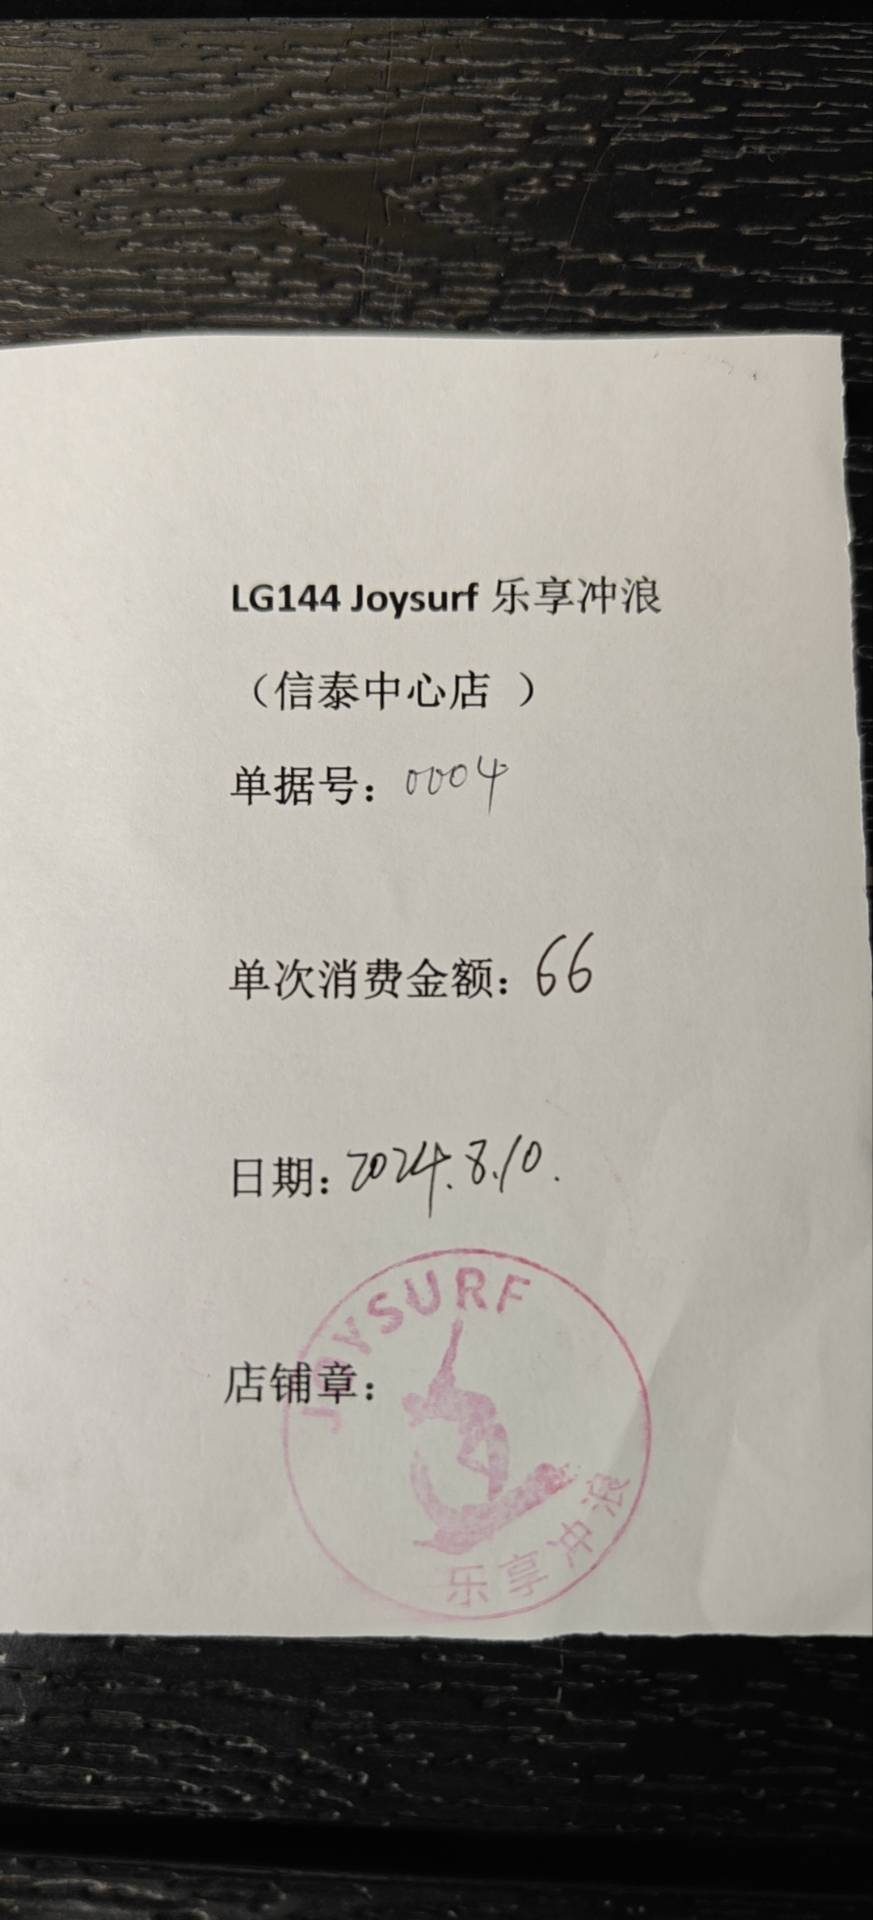 LG144 Joysurf 乐享冲浪
（信泰中心店 ）
单据号：0004
单次消费金额：66
日期：2024.8.10.
店铺章：
JOYSURF
乐享冲浪